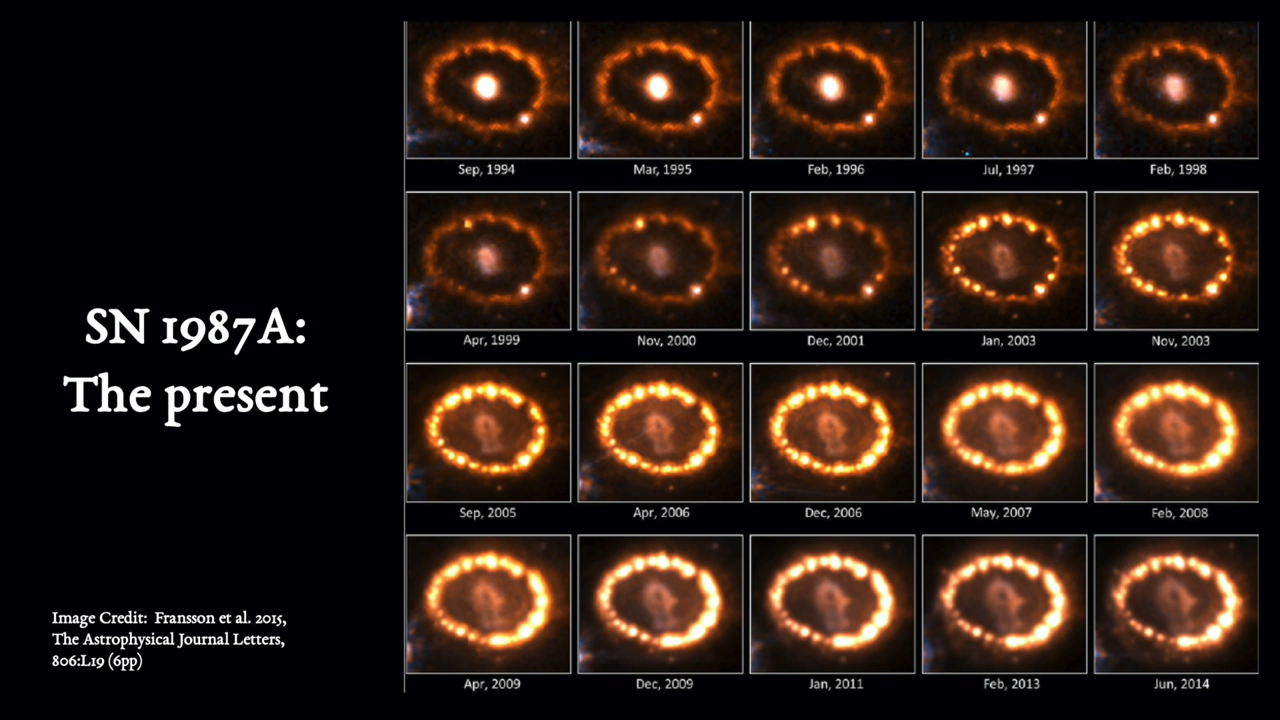 SN 1987A:
The present
Image Credit: Fransson et al. 2015,
The Astrophysical Journal Letters,
806:L19 (6pp)
Sep, 1994
Mar, 1995
Feb, 1996
Jul, 1997
Feb, 1998
Apr, 1999
Nov, 2000
Dec, 2001
Jan, 2003
Nov, 2003
Sep, 2005
Apr, 2006
Dec, 2006
May, 2007
Feb, 2008
Apr, 2009
Dec, 2009
Jan, 2011
Feb, 2013
Jun, 2014